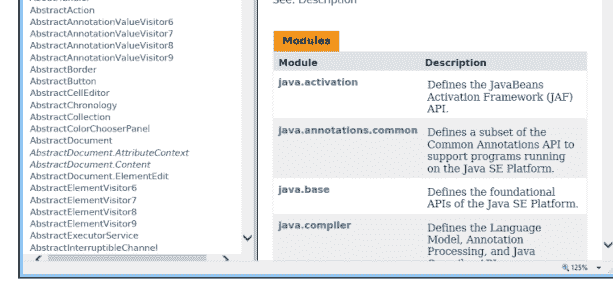 AbstractAction
AbstractAnnotationValueVisitor6
AbstractAnnotationValueVisitor7
AbstractAnnotationValueVisitor8
AbstractAnnotationValueVisitor9
AbstractBorder
AbstractButton
AbstractCellEditor
AbstractChronology
AbstractCollection
AbstractColorChooserPanel
AbstractDocument
AbstractDocument.AttributeContext
AbstractDocument.Content
AbstractDocument.ElementEdit
AbstractElementVisitor6
AbstractElementVisitor7
AbstractElementVisitor8
AbstractElementVisitor9
AbstractExecutorService
AbstractInterruptibleChannel
See: Description
Modules
Module Description
java.activation Defines the JavaBeans
Activation Framework (JAF)
API.
java.annotations.common Defines a subset of the
Common Annotations API to
support programs running
on the Java SE Platform.
java.base Defines the foundational
APIs of the Java SE Platform.
java.compiler Defines the Language
Model, Annotation
Processing, and Java
125%